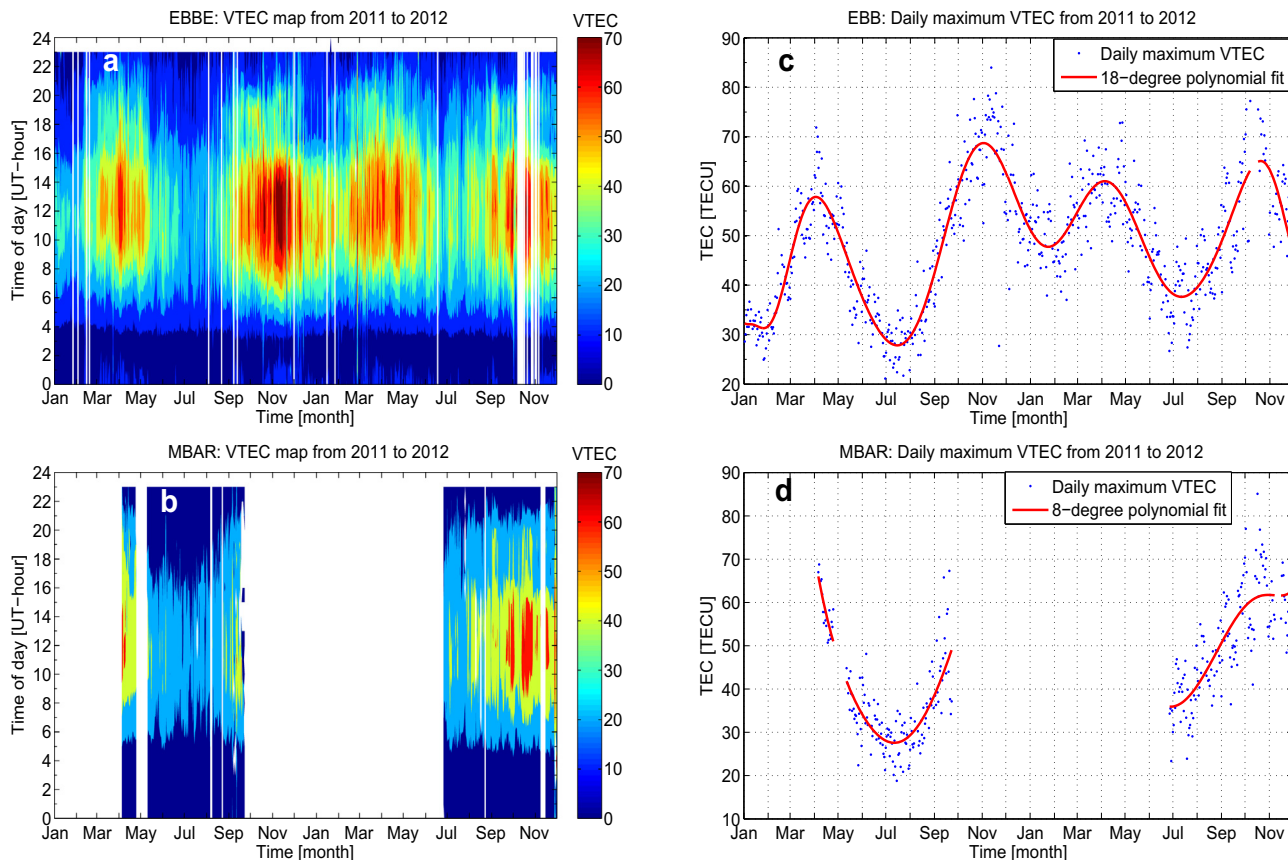 EBBE: VTEC map from 2011 to 2012
VTEC
a
24
22
20
18
16
14
12
10
8
6
4
2
0
Time of day [UT−hour]
Jan Mar May Jul Sep Nov Jan Mar May Jul Sep Nov
Time [month]
70
60
50
40
30
20
10
0
EBB: Daily maximum VTEC from 2011 to 2012
c
Daily maximum VTEC
18−degree polynomial fit
90
80
70
60
50
40
30
20
TEC [TECU]
Jan Mar May Jul Sep Nov Jan Mar May Jul Sep Nov
Time [month]
MBAR: VTEC map from 2011 to 2012
VTEC
b
24
22
20
18
16
14
12
10
8
6
4
2
0
Time of day [UT−hour]
Jan Mar May Jul Sep Nov Jan Mar May Jul Sep Nov
Time [month]
70
60
50
40
30
20
10
0
MBAR: Daily maximum VTEC from 2011 to 2012
d
Daily maximum VTEC
8−degree polynomial fit
90
80
70
60
50
40
30
20
10
TEC [TECU]
Jan Mar May Jul Sep Nov Jan Mar May Jul Sep Nov
Time [month]